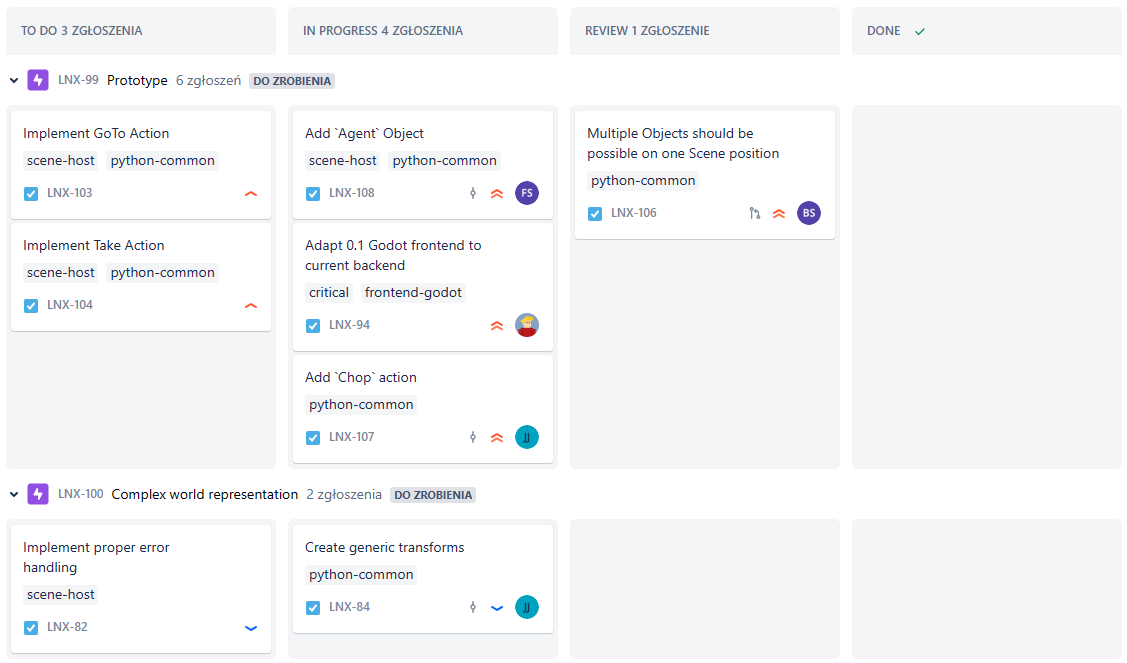 TO DO 3 ZGŁOSZENIA
IN PROGRESS 4 ZGŁOSZENIA
REVIEW 1 ZGŁOSZENIE
DONE
LNX-99 Prototype 6 zgłoszeń DO ZROBIENIA
Implement GoTo Action
scene-host python-common
LNX-103
Implement Take Action
scene-host python-common
LNX-104
Add `Agent` Object
scene-host python-common
LNX-108 FS
Adapt 0.1 Godot frontend to
current backend
critical frontend-godot
LNX-94
Add `Chop` action
python-common
LNX-107 JJ
Multiple Objects should be
possible on one Scene position
python-common
LNX-106 BS
LNX-100 Complex world representation 2 zgłoszenia DO ZROBIENIA
Implement proper error
handling
scene-host
LNX-82
Create generic transforms
python-common
LNX-84 JJ